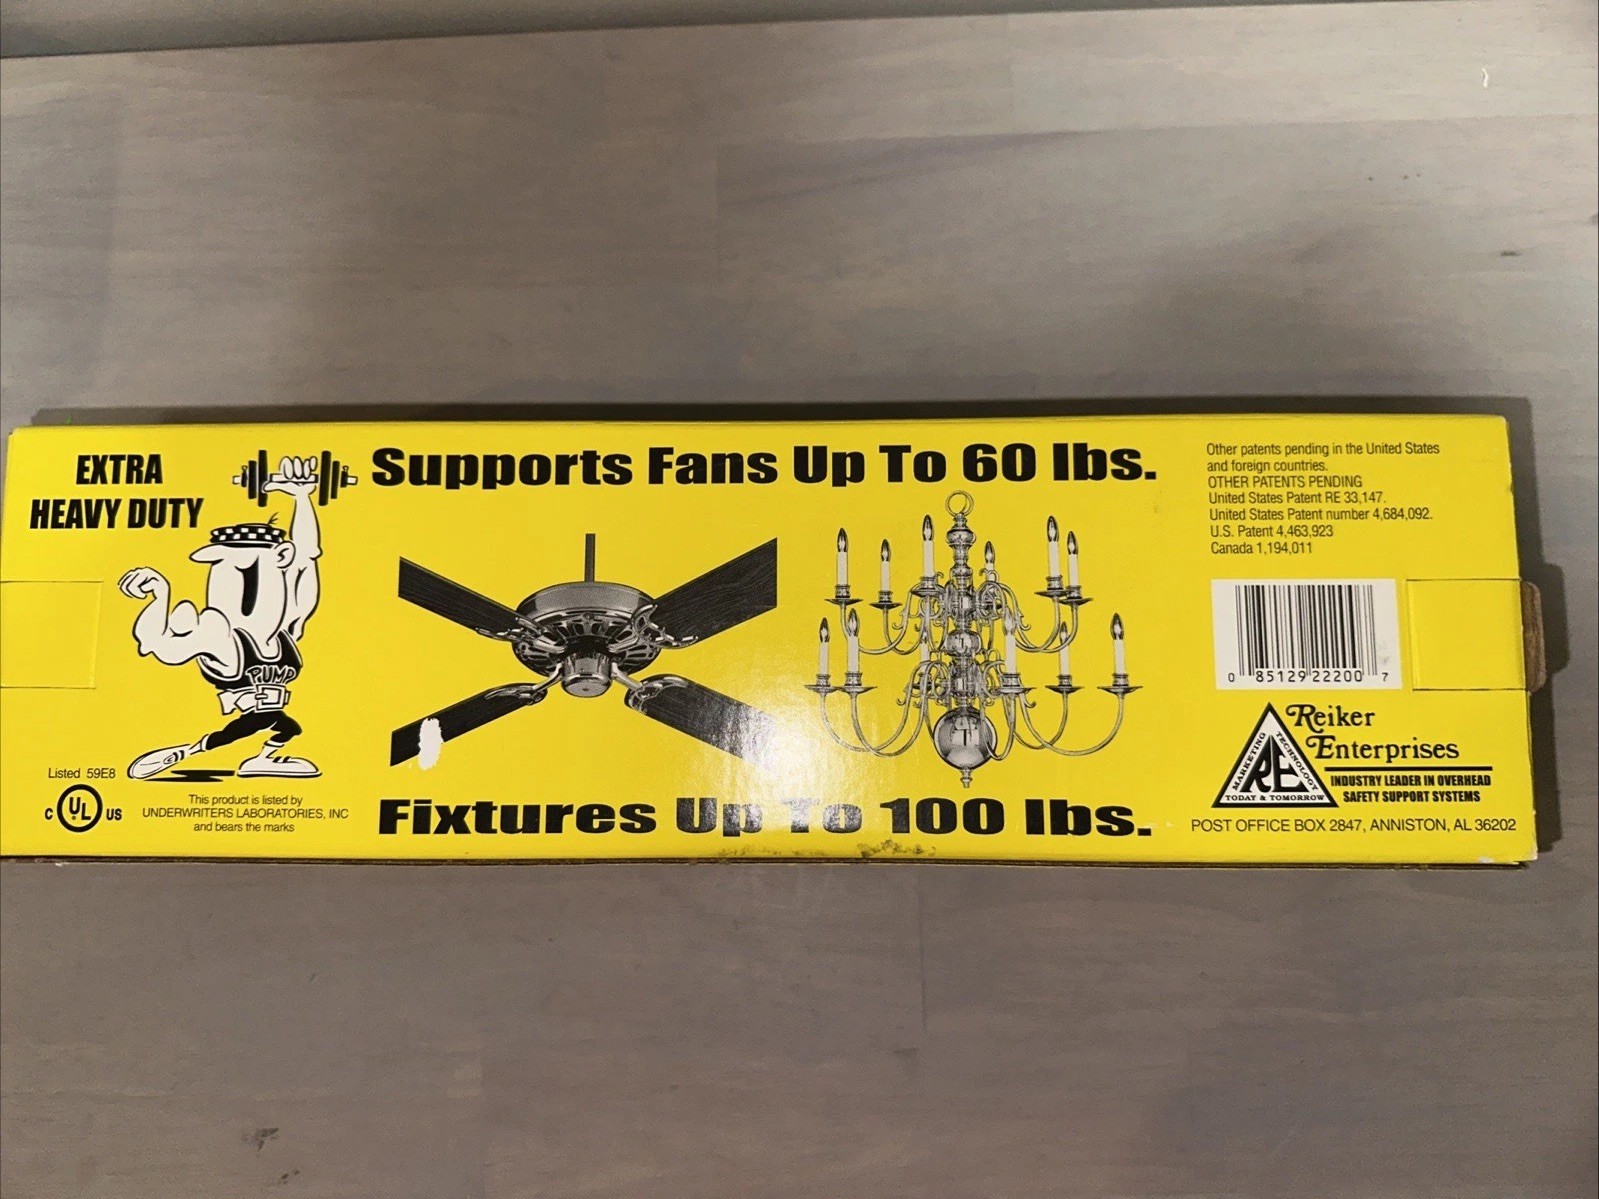 EXTRA
HEAVY DUTY
PUMP
Listed 59E8
C UL US
This product is listed by
UNDERWRITERS LABORATORIES, INC
and bears the marks
Supports Fans Up To 60 lbs.
Fixtures Up To 100 lbs.
Other patents pending in the United States
and foreign countries.
OTHER PATENTS PENDING
United States Patent RE 33,147.
United States Patent number 4,684,092.
U.S. Patent 4,463,923
Canada 1,194,011
0 85129 22200 7
MARKETING
TECHNOLOGY
RE
TODAY & TOMORROW
Reiker
Enterprises
INDUSTRY LEADER IN OVERHEAD
SAFETY SUPPORT SYSTEMS
POST OFFICE BOX 2847, ANNISTON, AL 36202